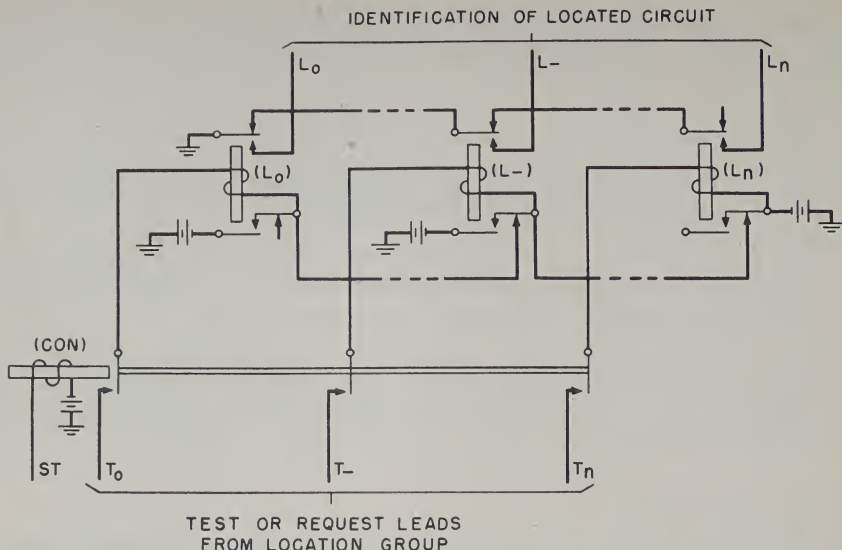 IDENTIFICATION OF LOCATED CIRCUIT
L₀ L– Lₙ
(L₀) (L–) (Lₙ)
(CON)
ST T₀ T– Tₙ
TEST OR REQUEST LEADS
FROM LOCATION GROUP